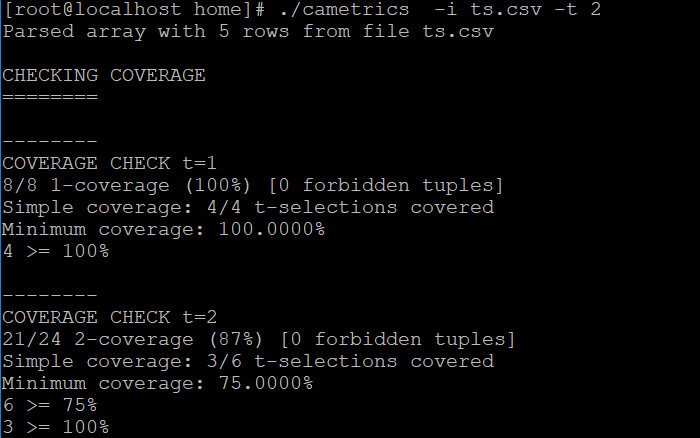 [root@localhost home]# ./cametrics  -i ts.csv -t 2
Parsed array with 5 rows from file ts.csv
CHECKING COVERAGE
========
--------
COVERAGE CHECK t=1
8/8 1-coverage (100%) [0 forbidden tuples]
Simple coverage: 4/4 t-selections covered
Minimum coverage: 100.0000%
4 >= 100%
--------
COVERAGE CHECK t=2
21/24 2-coverage (87%) [0 forbidden tuples]
Simple coverage: 3/6 t-selections covered
Minimum coverage: 75.0000%
6 >= 75%
3 >= 100%